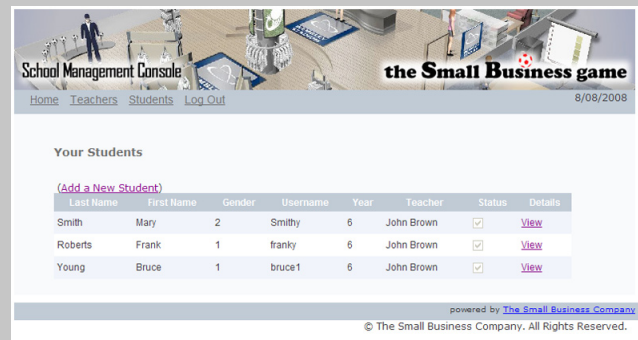 School Management Console
the Small Business game
Home Teachers Students Log Out 8/08/2008
Your Students
(Add a New Student)
Last Name First Name Gender Username Year Teacher Status Details
Smith Mary 2 Smithy 6 John Brown View
Roberts Frank 1 franky 6 John Brown View
Young Bruce 1 bruce1 6 John Brown View
powered by The Small Business Company
© The Small Business Company. All Rights Reserved.